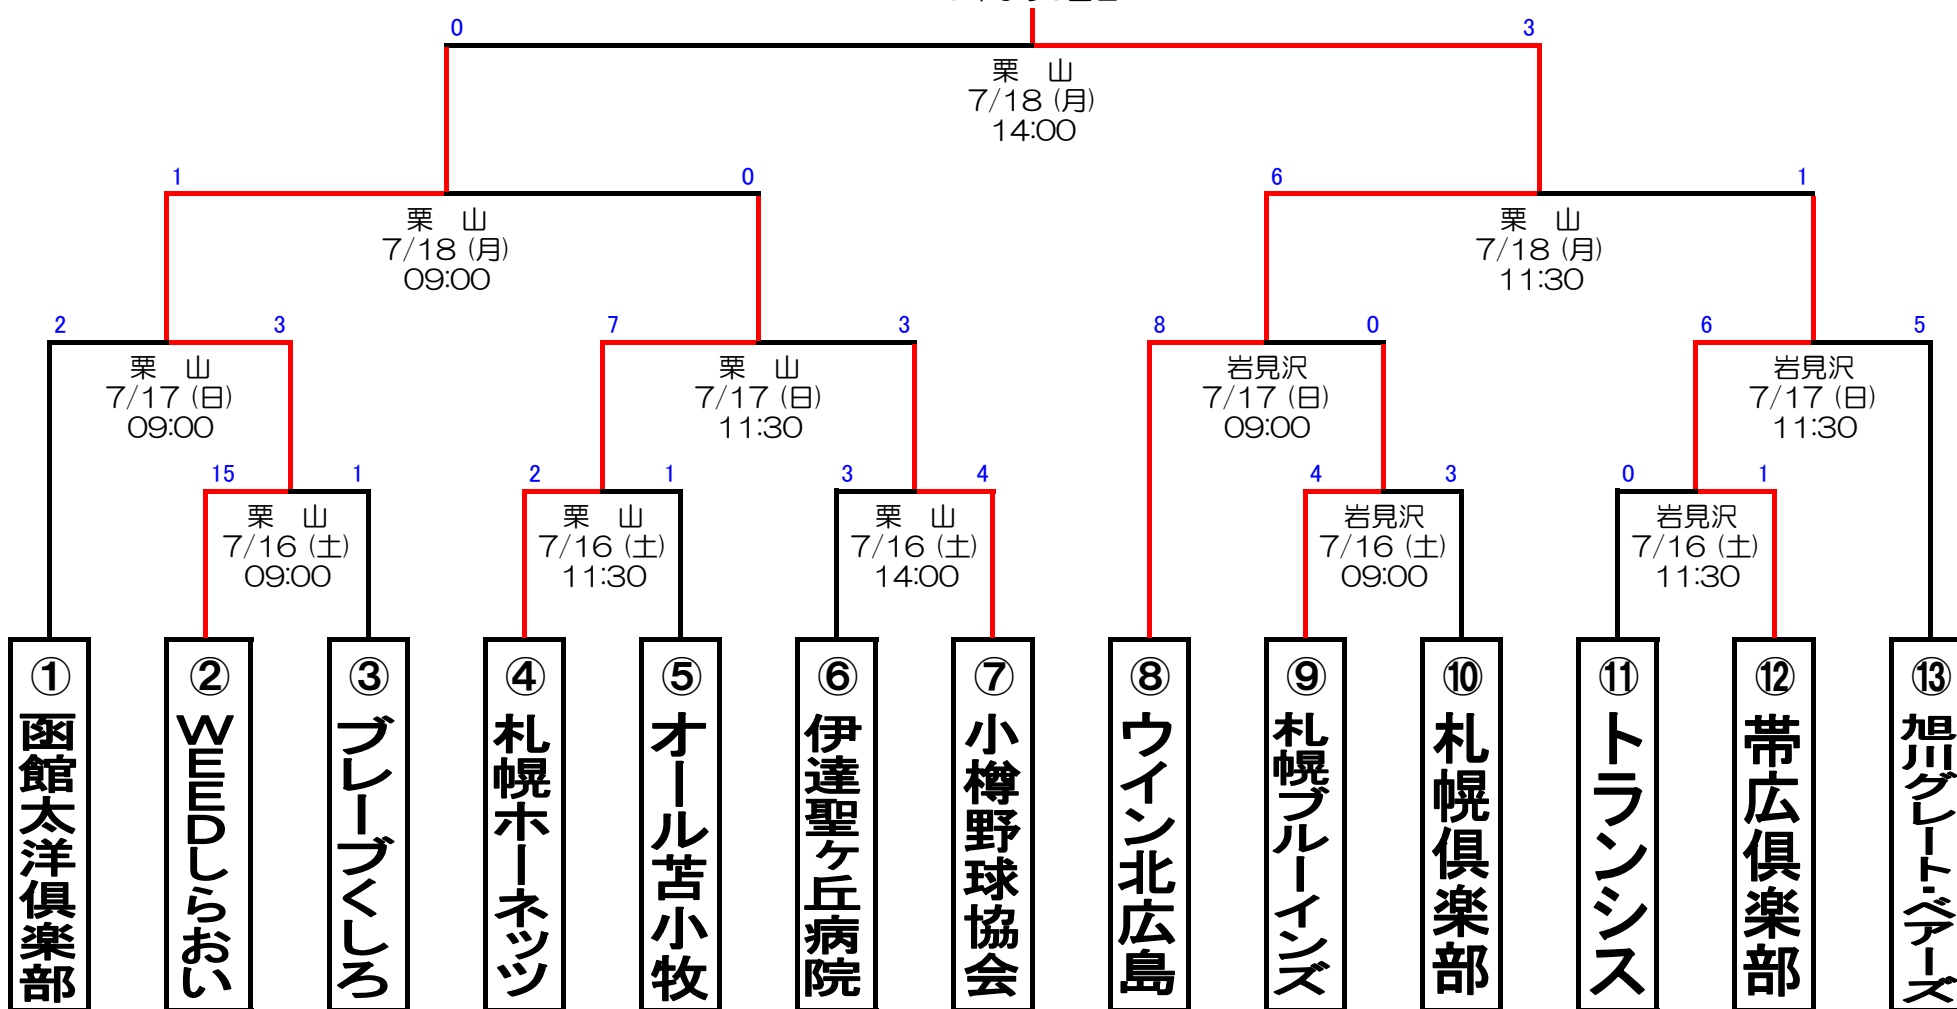 0 3
栗 山
7/18 (月)
14:00
1 0 6 1
栗 山
7/18 (月)
09:00
栗 山
7/18 (月)
11:30
2 3 7 3 8 0 6 5
栗 山
7/17 (日)
09:00
栗 山
7/17 (日)
11:30
岩見沢
7/17 (日)
09:00
岩見沢
7/17 (日)
11:30
15 1 2 1 3 4 4 3 0 1
栗 山
7/16 (土)
09:00
栗 山
7/16 (土)
11:30
栗 山
7/16 (土)
14:00
岩見沢
7/16 (土)
09:00
岩見沢
7/16 (土)
11:30
①函館太洋倶楽部
②WEEDしらおい
③ブレーブくしろ
④札幌ホーネッツ
⑤オール苫小牧
⑥伊達聖ヶ丘病院
⑦小樽野球協会
⑧ウイン北広島
⑨札幌ブルーインズ
⑩札幌倶楽部
⑪トランシス
⑫帯広倶楽部
⑬旭川グレート・ベアーズ